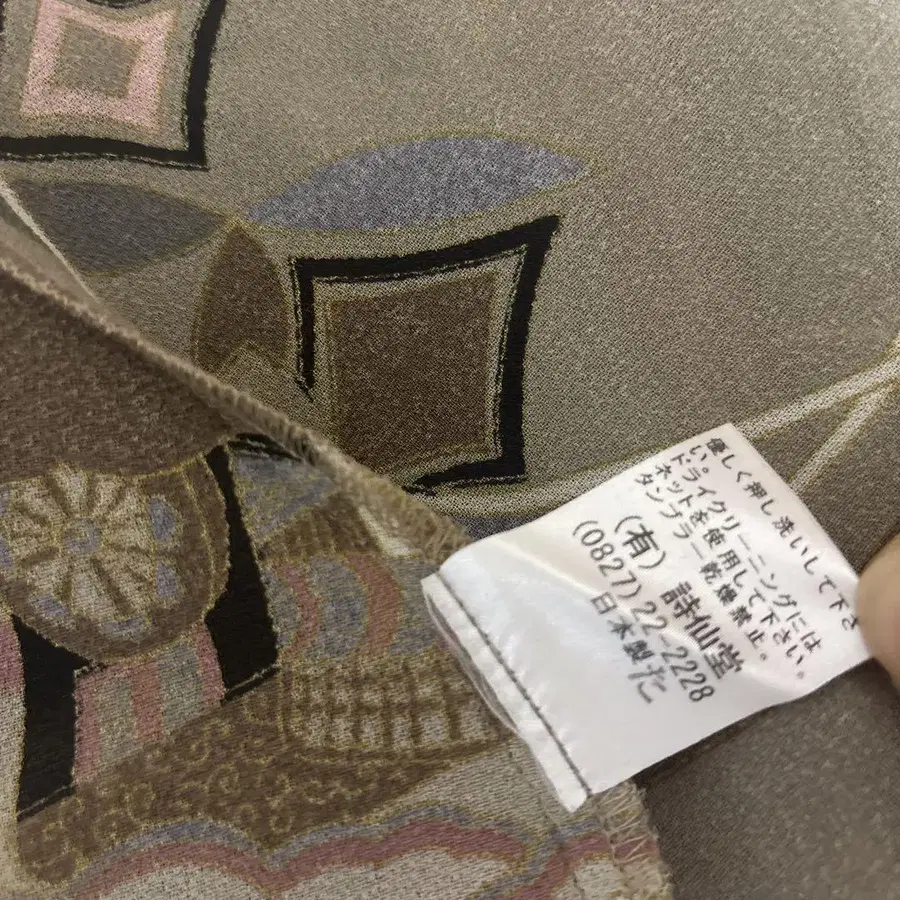 優しく押し洗いして下さ
い。
ドライクリーニングには
ネットを使用して下さい。
タンブラー乾燥禁止。
(有) 詩仙堂
(0827)22-2228
日本製 た